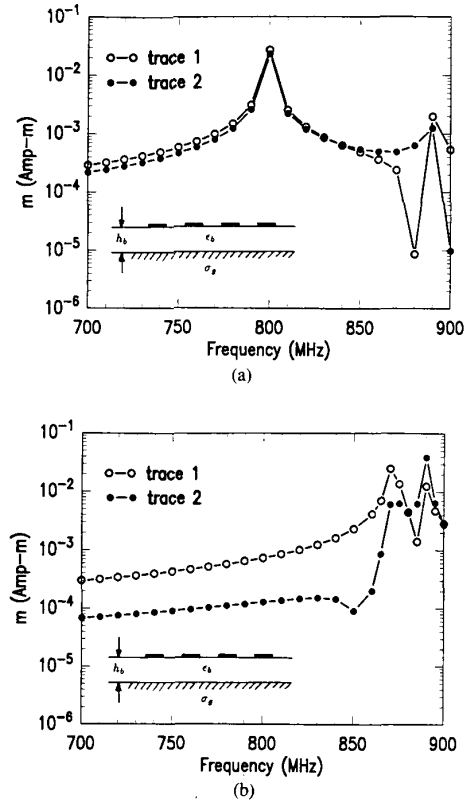 10⁻¹
10⁻²
10⁻³
10⁻⁴
10⁻⁵
10⁻⁶
m (Amp−m)
trace 1
trace 2
h_b
ϵ_b
σ_g
700 750 800 850 900
Frequency (MHz)
(a)
10⁻¹
10⁻²
10⁻³
10⁻⁴
10⁻⁵
10⁻⁶
m (Amp−m)
trace 1
trace 2
h_b
ϵ_b
σ_g
700 750 800 850 900
Frequency (MHz)
(b)